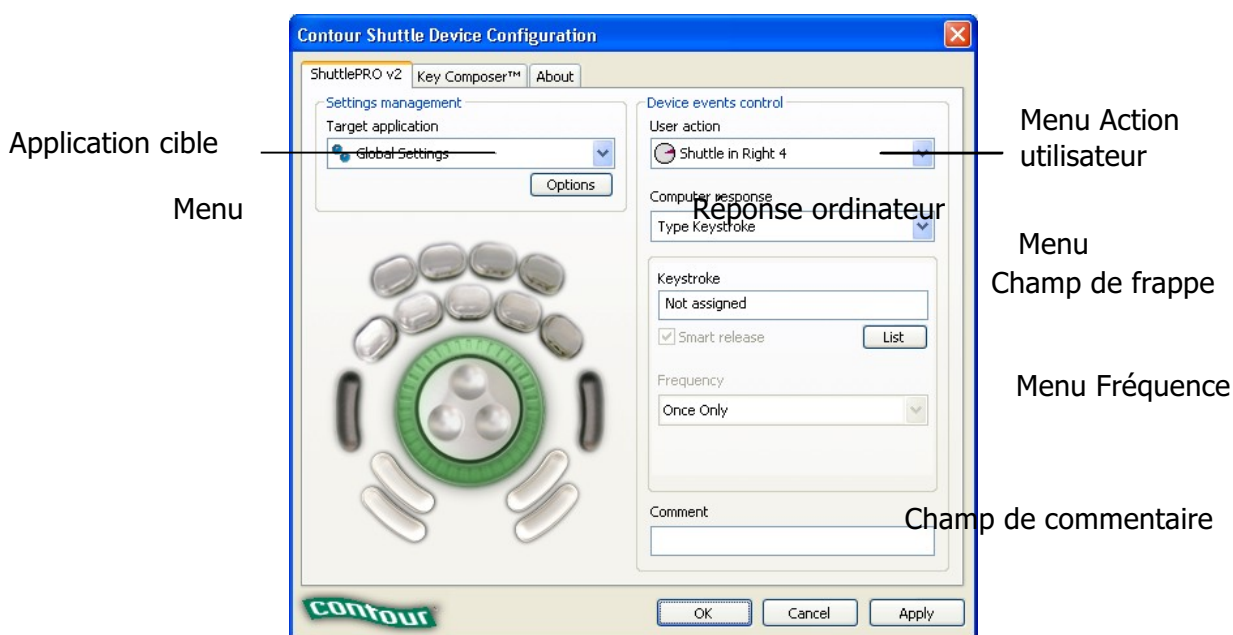 Contour Shuttle Device Configuration
ShuttlePRO v2
Key Composer™
About
Settings management
Target application
Global Settings
Options
Application cible
Menu
Device events control
User action
Shuttle in Right 4
Menu Action
utilisateur
Computer response
Réponse ordinateur
Type Keystroke
Menu
Champ de frappe
Keystroke
Not assigned
Smart release
List
Frequency
Once Only
Menu Fréquence
Comment
Champ de commentaire
contour
OK
Cancel
Apply